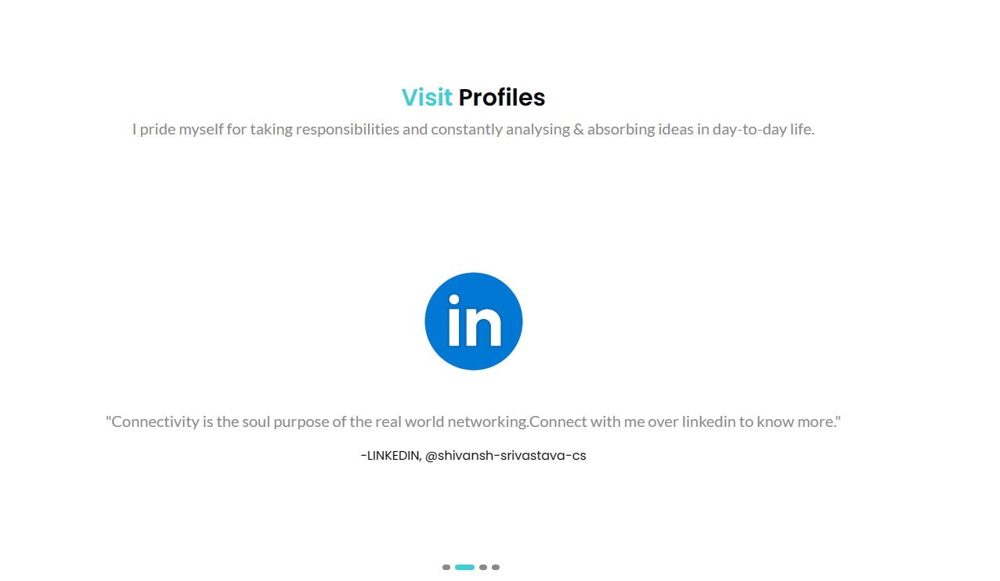 Visit Profiles
I pride myself for taking responsibilities and constantly analysing & absorbing ideas in day-to-day life.
in
"Connectivity is the soul purpose of the real world networking.Connect with me over linkedin to know more."
-LINKEDIN, @shivansh-srivastava-cs